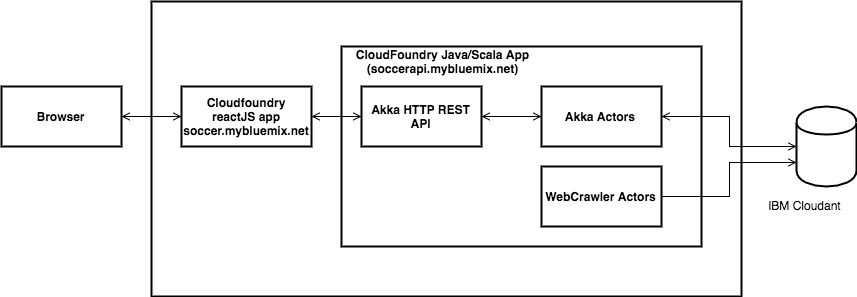 CloudFoundry Java/Scala App
(soccerapi.mybluemix.net)
Browser
Cloudfoundry
reactJS app
soccer.mybluemix.net
Akka HTTP REST
API
Akka Actors
WebCrawler Actors
IBM Cloudant